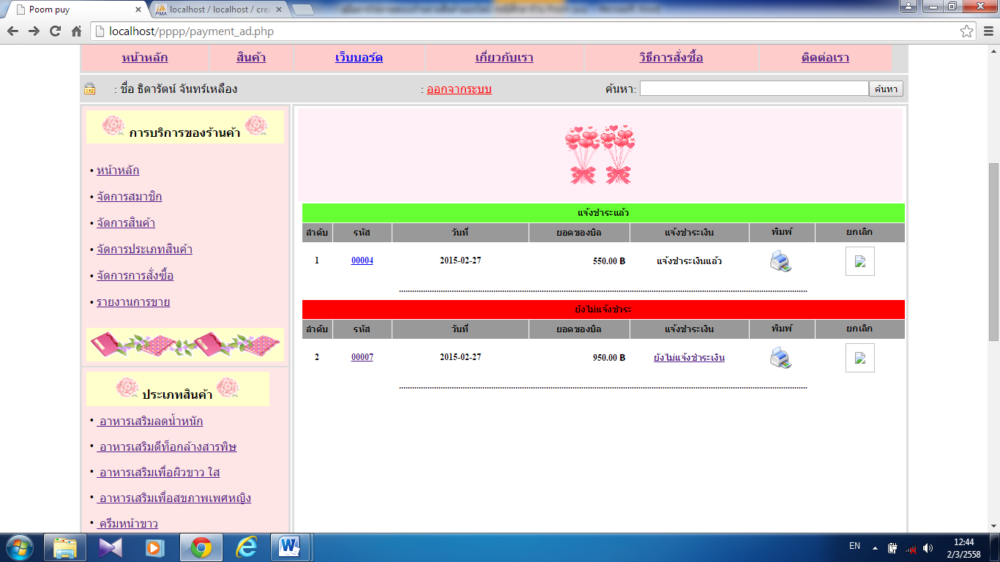 Poom puy
localhost / localhost / crea
localhost/pppp/payment_ad.php
หน้าหลัก สินค้า เว็บบอร์ด เกี่ยวกับเรา วิธีการสั่งซื้อ ติดต่อเรา
: ชื่อ ธิดารัตน์ จันทร์เหลือง : ออกจากระบบ ค้นหา: ค้นหา
การบริการของร้านค้า
• หน้าหลัก
• จัดการสมาชิก
• จัดการสินค้า
• จัดการประเภทสินค้า
• จัดการการสั่งซื้อ
• รายงานการขาย
ประเภทสินค้า
• อาหารเสริมลดน้ำหนัก
• อาหารเสริมดีท็อกล้างสารพิษ
• อาหารเสริมเพื่อผิวขาว ใส
• อาหารเสริมเพื่อสุขภาพเพศหญิง
• ครีมหน้าขาว
แจ้งชำระแล้ว
ลำดับ รหัส วันที่ ยอดของบิล แจ้งชำระเงิน พิมพ์ ยกเลิก
1 00004 2015-02-27 550.00 ฿ แจ้งชำระเงินแล้ว
ยังไม่แจ้งชำระ
ลำดับ รหัส วันที่ ยอดของบิล แจ้งชำระเงิน พิมพ์ ยกเลิก
2 00007 2015-02-27 950.00 ฿ ยังไม่แจ้งชำระเงิน
EN
12:44
2/3/2558